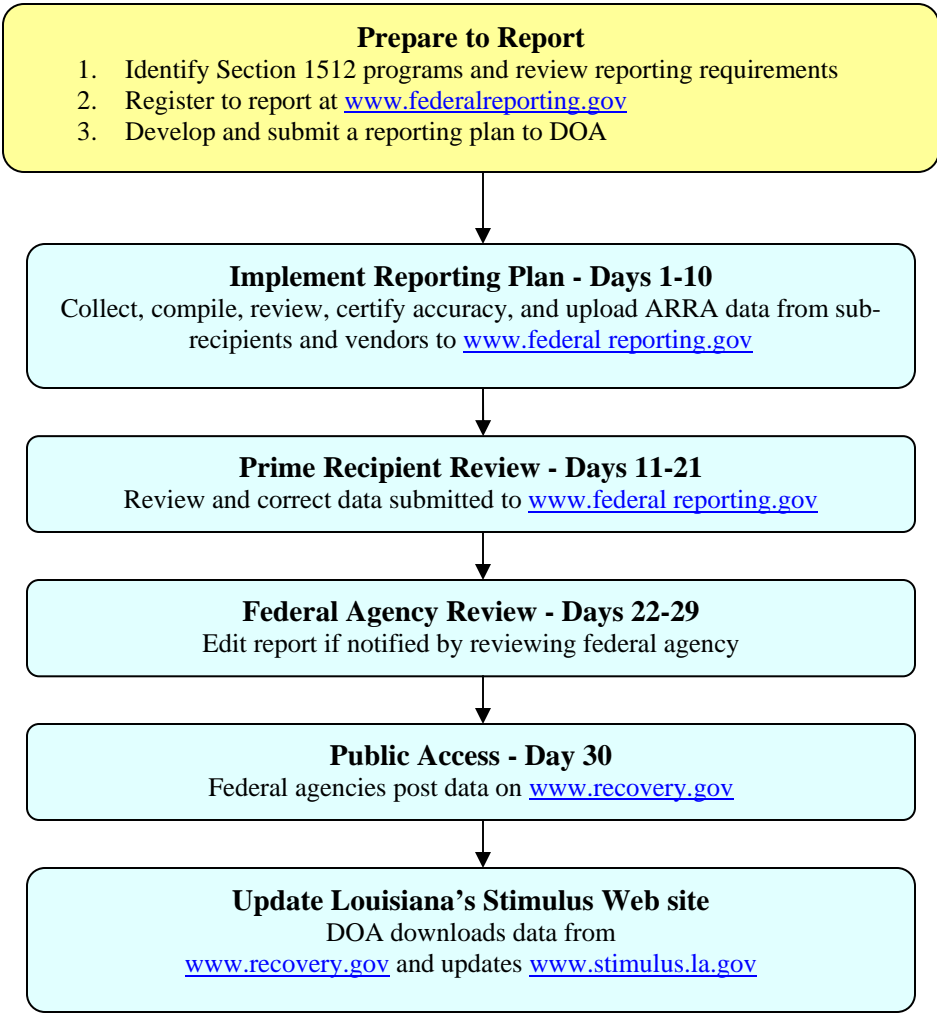 Prepare to Report
1. Identify Section 1512 programs and review reporting requirements
2. Register to report at www.federalreporting.gov
3. Develop and submit a reporting plan to DOA
Implement Reporting Plan - Days 1-10
Collect, compile, review, certify accuracy, and upload ARRA data from sub-
recipients and vendors to www.federal reporting.gov
Prime Recipient Review - Days 11-21
Review and correct data submitted to www.federal reporting.gov
Federal Agency Review - Days 22-29
Edit report if notified by reviewing federal agency
Public Access - Day 30
Federal agencies post data on www.recovery.gov
Update Louisiana’s Stimulus Web site
DOA downloads data from
www.recovery.gov and updates www.stimulus.la.gov